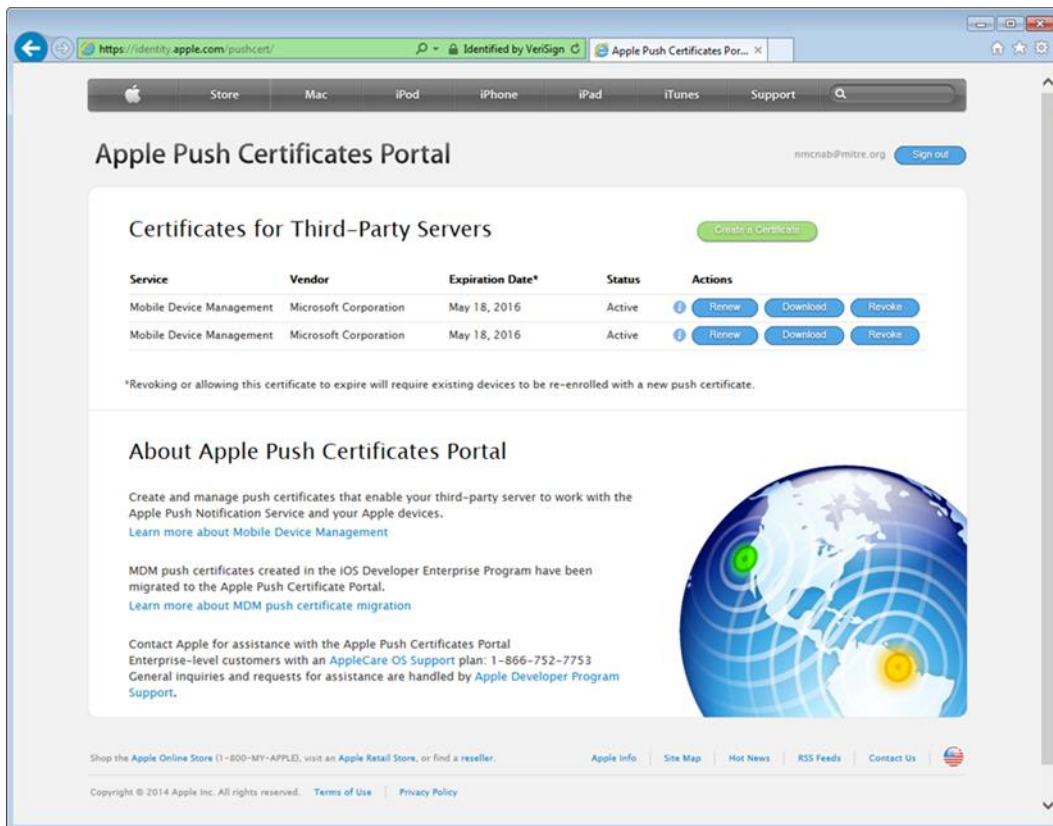 https://identity.apple.com/pushcert/ Identified by VeriSign Apple Push Certificates Por...
Store Mac iPod iPhone iPad iTunes Support
Apple Push Certificates Portal
nmcnab@mitre.org Sign out
Certificates for Third-Party Servers Create a Certificate
Service Vendor Expiration Date* Status Actions
Mobile Device Management Microsoft Corporation May 18, 2016 Active Renew Download Revoke
Mobile Device Management Microsoft Corporation May 18, 2016 Active Renew Download Revoke
*Revoking or allowing this certificate to expire will require existing devices to be re-enrolled with a new push certificate.
About Apple Push Certificates Portal
Create and manage push certificates that enable your third-party server to work with the
Apple Push Notification Service and your Apple devices.
Learn more about Mobile Device Management
MDM push certificates created in the iOS Developer Enterprise Program have been
migrated to the Apple Push Certificate Portal.
Learn more about MDM push certificate migration
Contact Apple for assistance with the Apple Push Certificates Portal
Enterprise-level customers with an AppleCare OS Support plan: 1-866-752-7753
General inquiries and requests for assistance are handled by Apple Developer Program
Support.
Shop the Apple Online Store (1-800-MY-APPLE), visit an Apple Retail Store, or find a reseller. Apple Info Site Map Hot News RSS Feeds Contact Us
Copyright © 2014 Apple Inc. All rights reserved. Terms of Use Privacy Policy